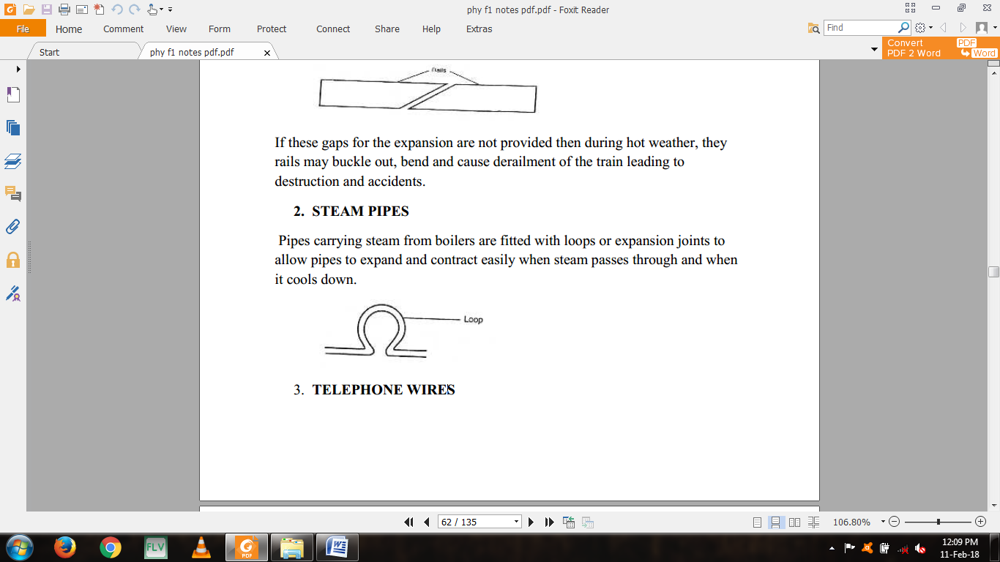 phy f1 notes pdf.pdf - Foxit Reader
File Home Comment View Form Protect Connect Share Help Extras Find
Start phy f1 notes pdf.pdf x
Convert PDF
PDF 2 Word Word
Rails
If these gaps for the expansion are not provided then during hot weather, they
rails may buckle out, bend and cause derailment of the train leading to
destruction and accidents.
2. STEAM PIPES
Pipes carrying steam from boilers are fitted with loops or expansion joints to
allow pipes to expand and contract easily when steam passes through and when
it cools down.
Loop
3. TELEPHONE WIRES
62 / 135
106.80%
FLV
PDF
12:09 PM
11-Feb-18